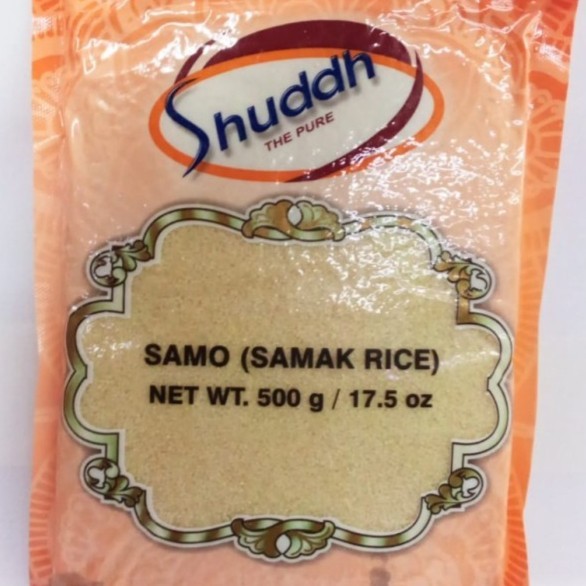 Shuddh
THE PURE
SAMO (SAMAK RICE)
NET WT. 500 g / 17.5 oz